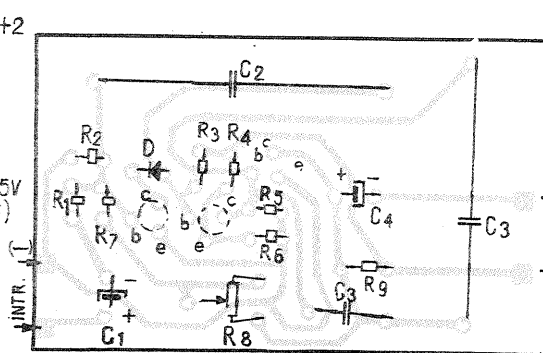 +2
C2
R2
D
R3 R4
b c
e
+ -
5V
R1
R7
c
b
e
b
c
e
R5
R6
C4
C3
(-)
INTR.
-
+
C1
R8
C3
R9